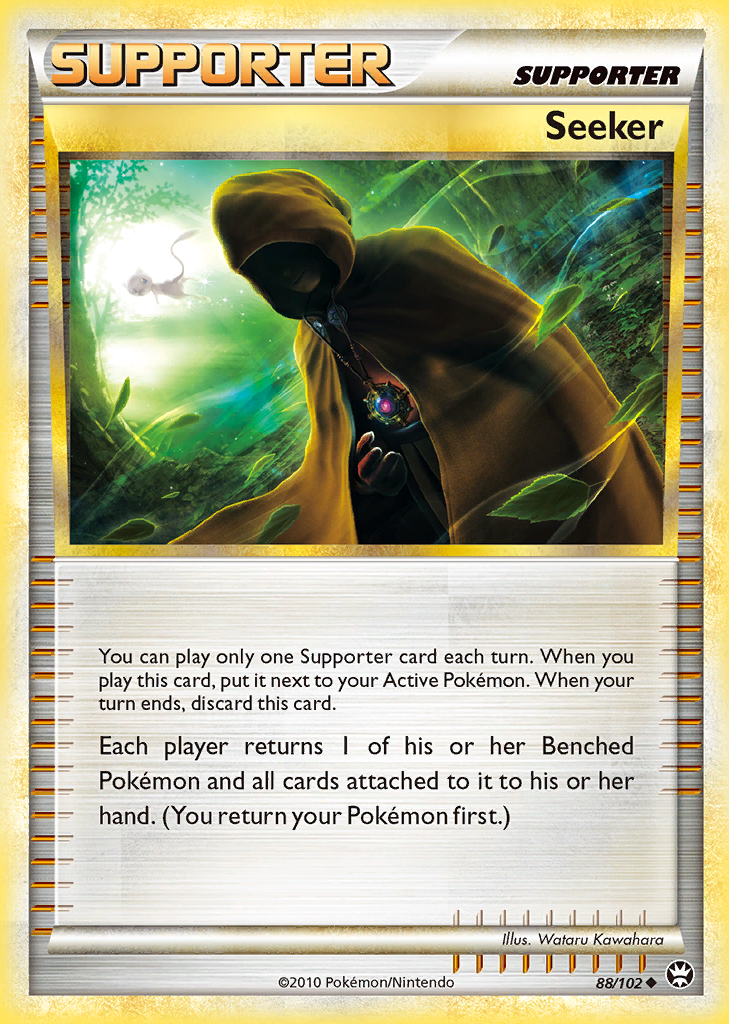 SUPPORTER
SUPPORTER
Seeker
You can play only one Supporter card each turn. When you
play this card, put it next to your Active Pokémon. When your
turn ends, discard this card.
Each player returns 1 of his or her Benched
Pokémon and all cards attached to it to his or her
hand. (You return your Pokémon first.)
Illus. Wataru Kawahara
©2010 Pokémon/Nintendo
88/102